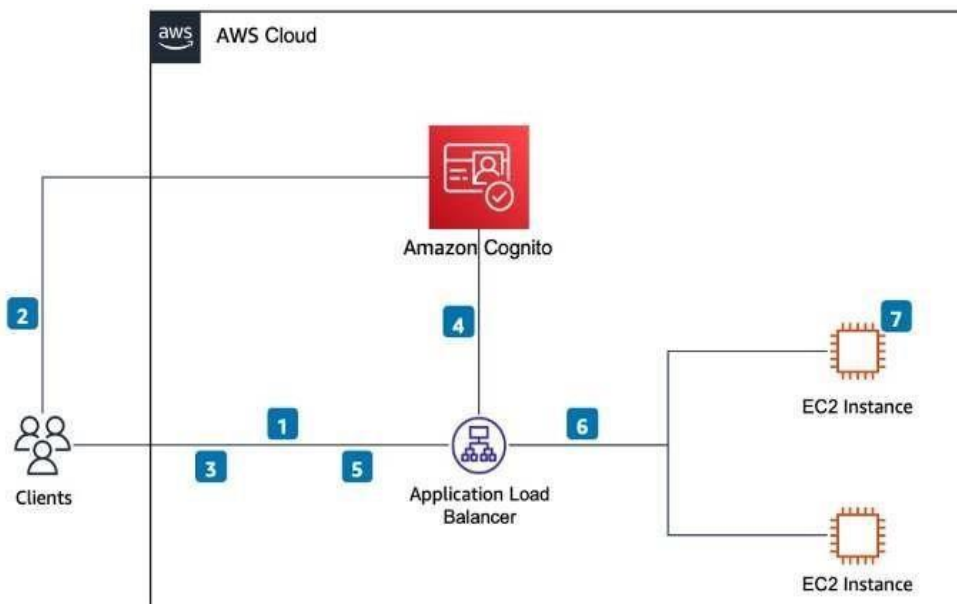 aws
AWS Cloud
Amazon Cognito
2
4
7
EC2 Instance
1
6
3
5
Clients
Application Load
Balancer
EC2 Instance